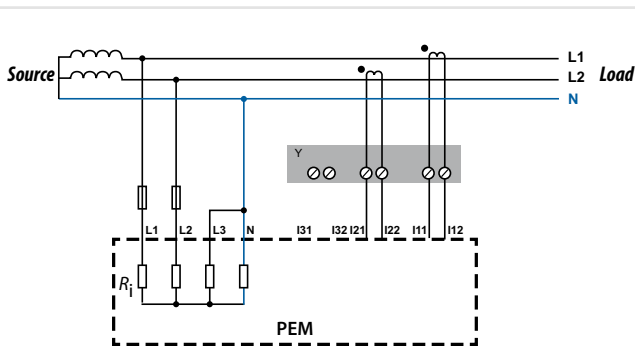 L1
Source L2 Load
N
Y
L1 L2 L3 N I31 I32 I21 I22 I11 I12
Ri
PEM